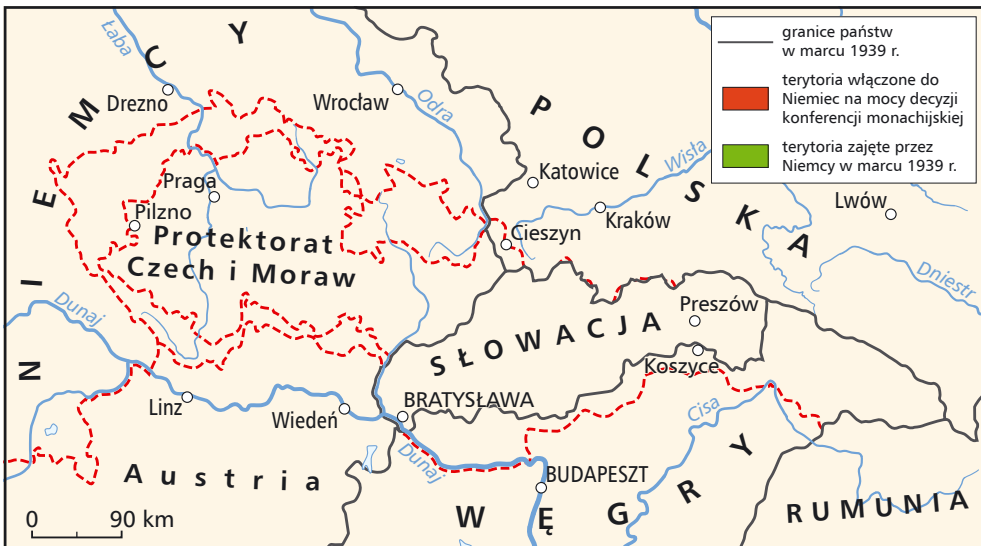 granice państw
w marcu 1939 r.
terytoria włączone do
Niemiec na mocy decyzji
konferencji monachijskiej
terytoria zajęte przez
Niemcy w marcu 1939 r.
NIEMCY
Łaba
Odra
Drezno
Wrocław
POLSKA
Wisła
Katowice
Praga
Kraków
Lwów
Pilzno
Cieszyn
Protektorat
Czech i Moraw
Dniestr
Dunaj
Preszów
SŁOWACJA
Koszyce
Linz
Wiedeń
BRATYSŁAWA
Cisa
Dunaj
Austria
BUDAPESZT
WĘGRY
RUMUNIA
0 90 km